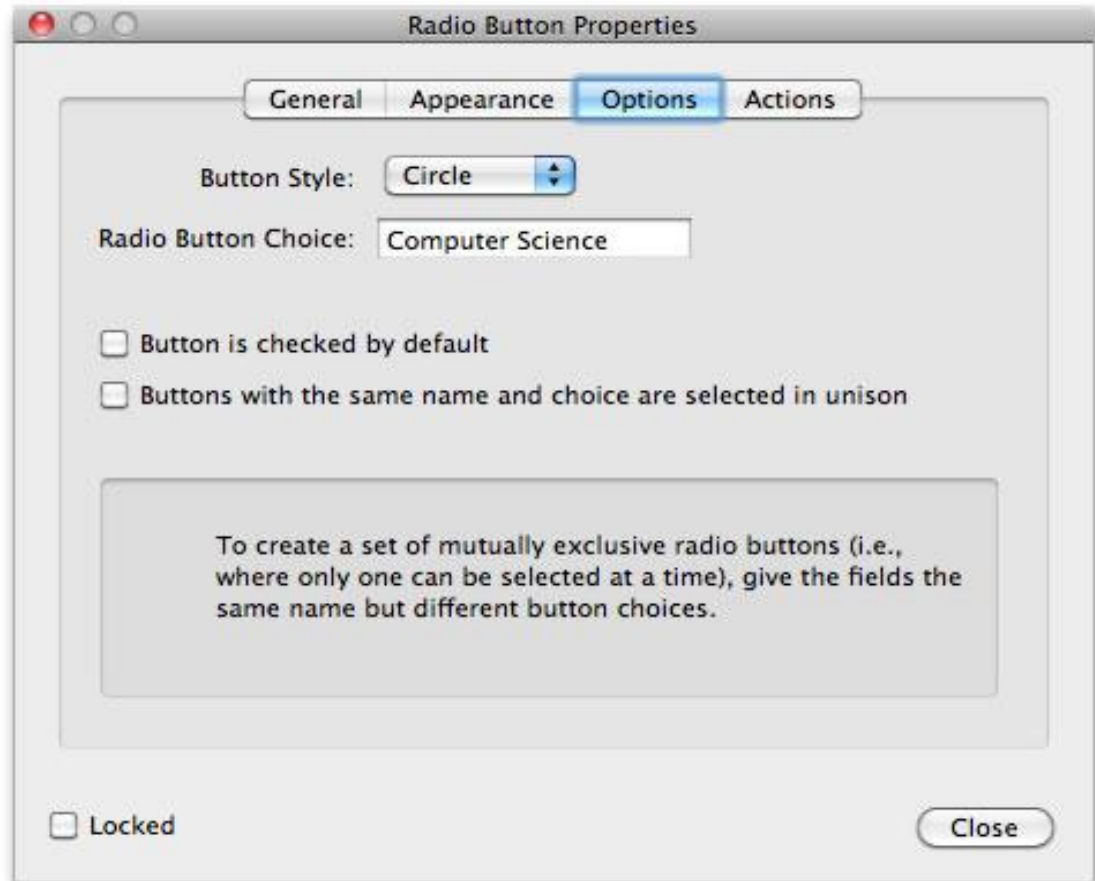 Radio Button Properties
General Appearance Options Actions
Button Style: Circle
Radio Button Choice: Computer Science
Button is checked by default
Buttons with the same name and choice are selected in unison
To create a set of mutually exclusive radio buttons (i.e.,
where only one can be selected at a time), give the fields the
same name but different button choices.
Locked
Close